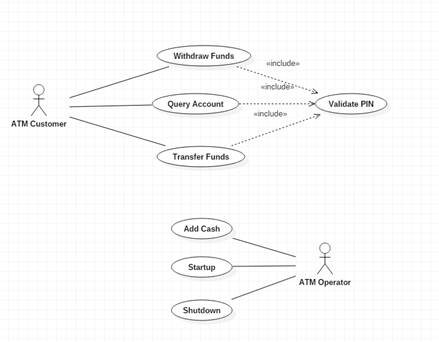 Withdraw Funds
«include»
«include»
ATM Customer
Query Account
Validate PIN
«include»
Transfer Funds
Add Cash
Startup
ATM Operator
Shutdown